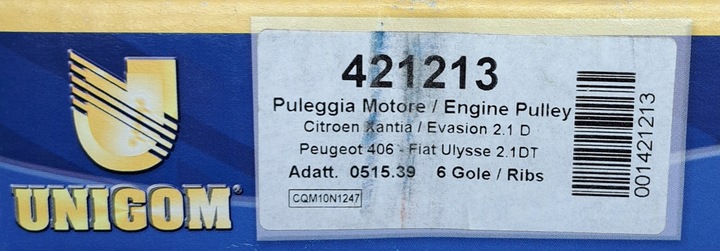 UNIGOM
421213
Puleggia Motore / Engine Pulley
Citroen Xantia / Evasion 2.1 D
Peugeot 406 - Fiat Ulysse 2.1DT
Adatt. 0515.39 6 Gole / Ribs
CQM10N1247
001421213